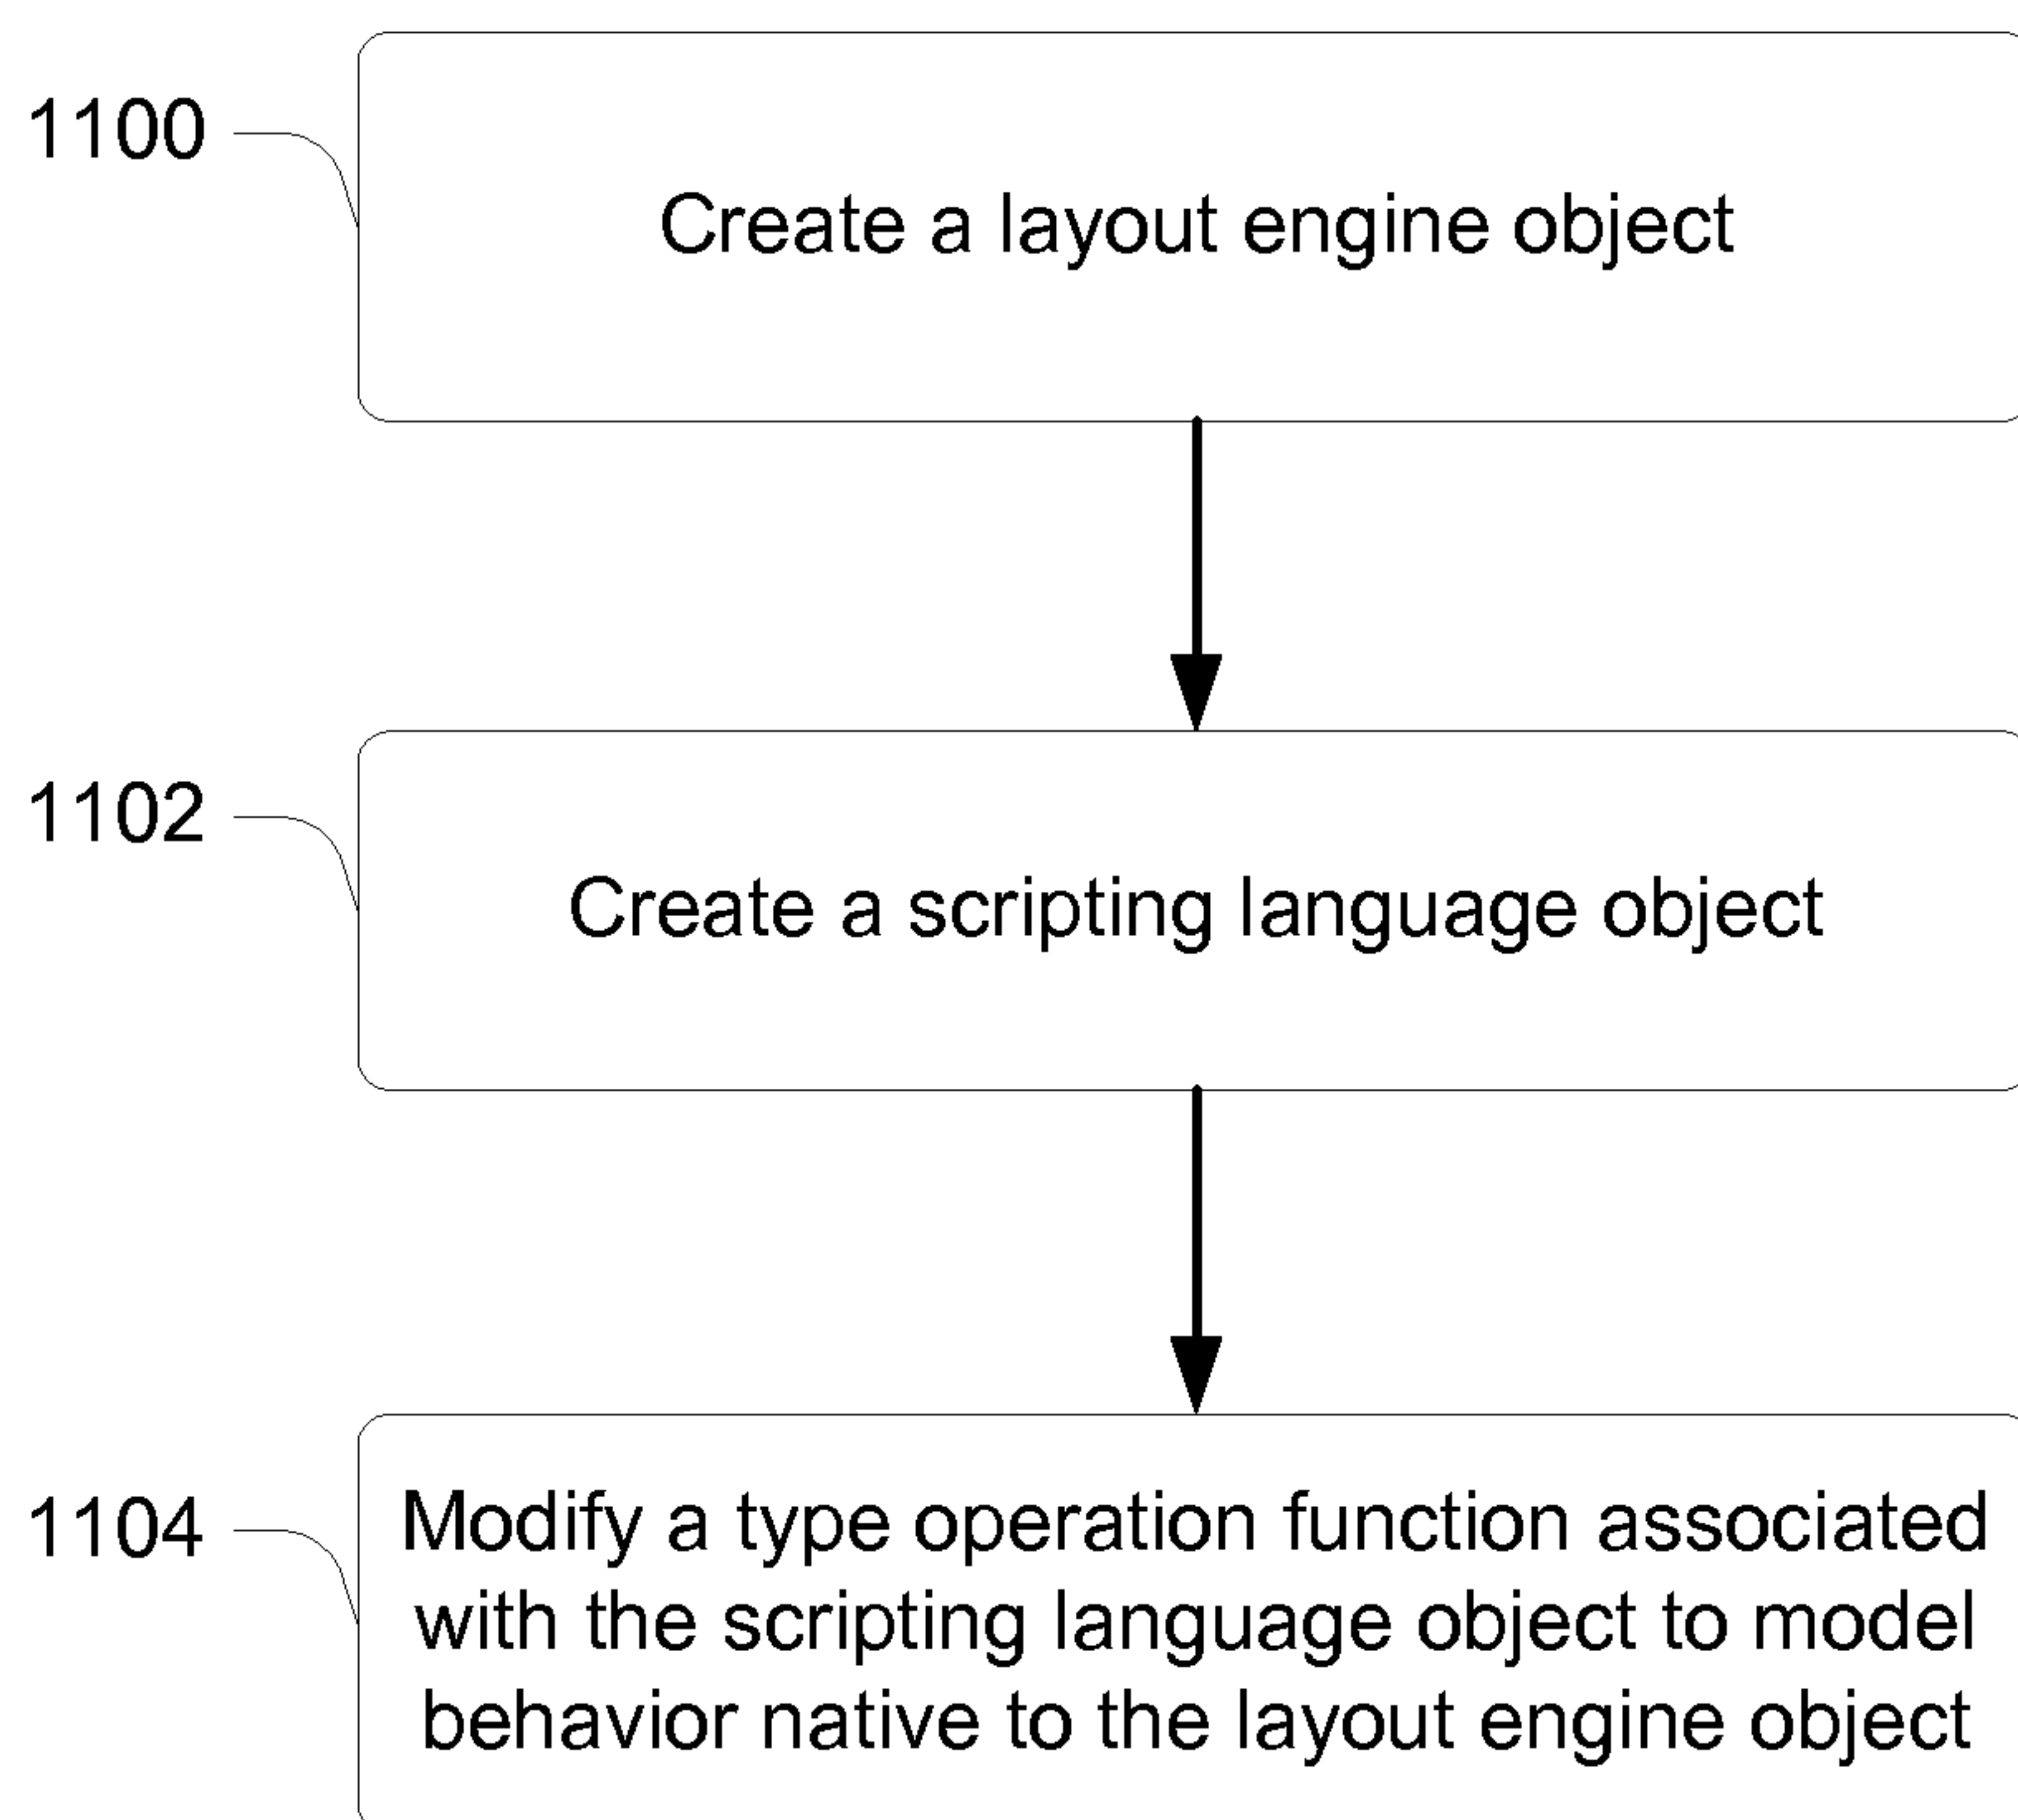 1100
Create a layout engine object
1102
Create a scripting language object
1104
Modify a type operation function associated
with the scripting language object to model
behavior native to the layout engine object